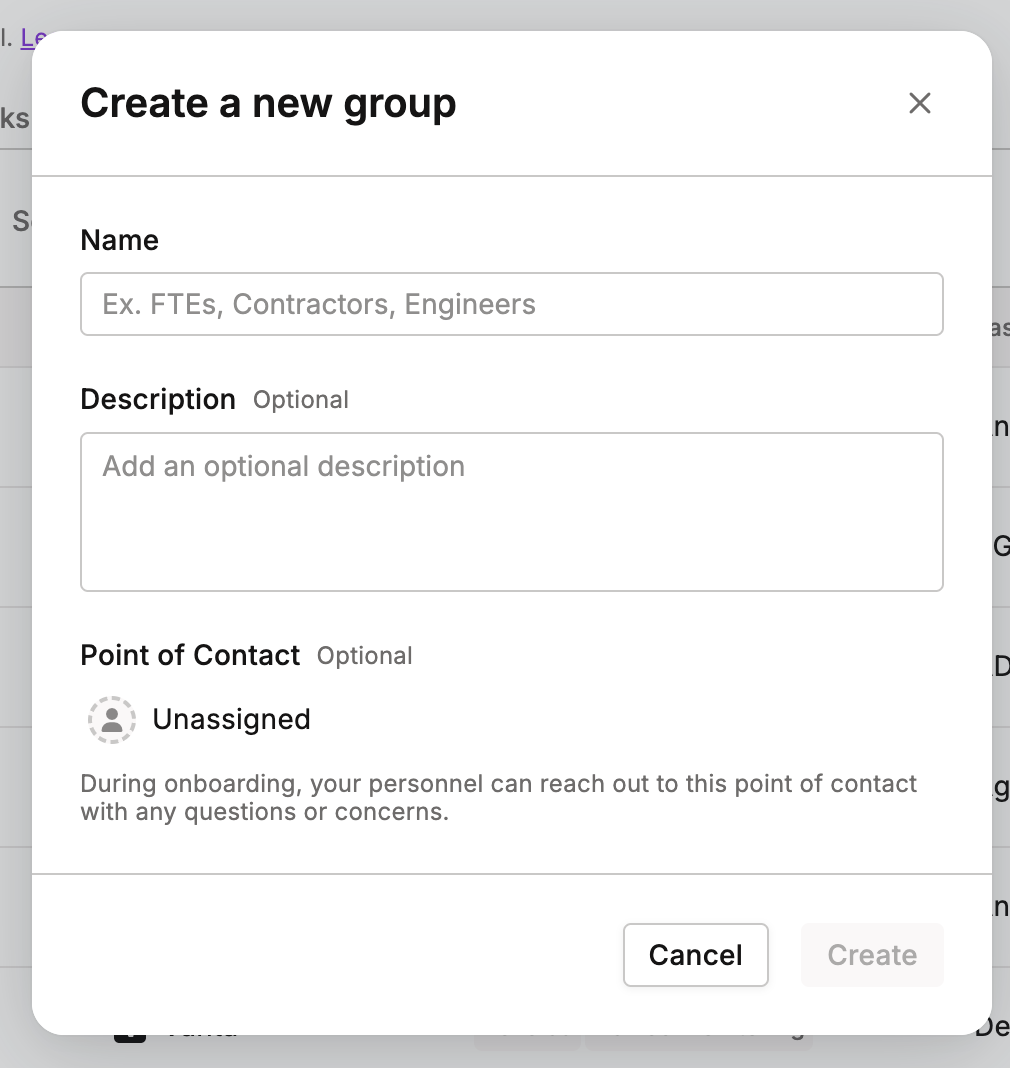 Create a new group
Name
Ex. FTEs, Contractors, Engineers
Description Optional
Add an optional description
Point of Contact Optional
Unassigned
During onboarding, your personnel can reach out to this point of contact
with any questions or concerns.
Cancel Create